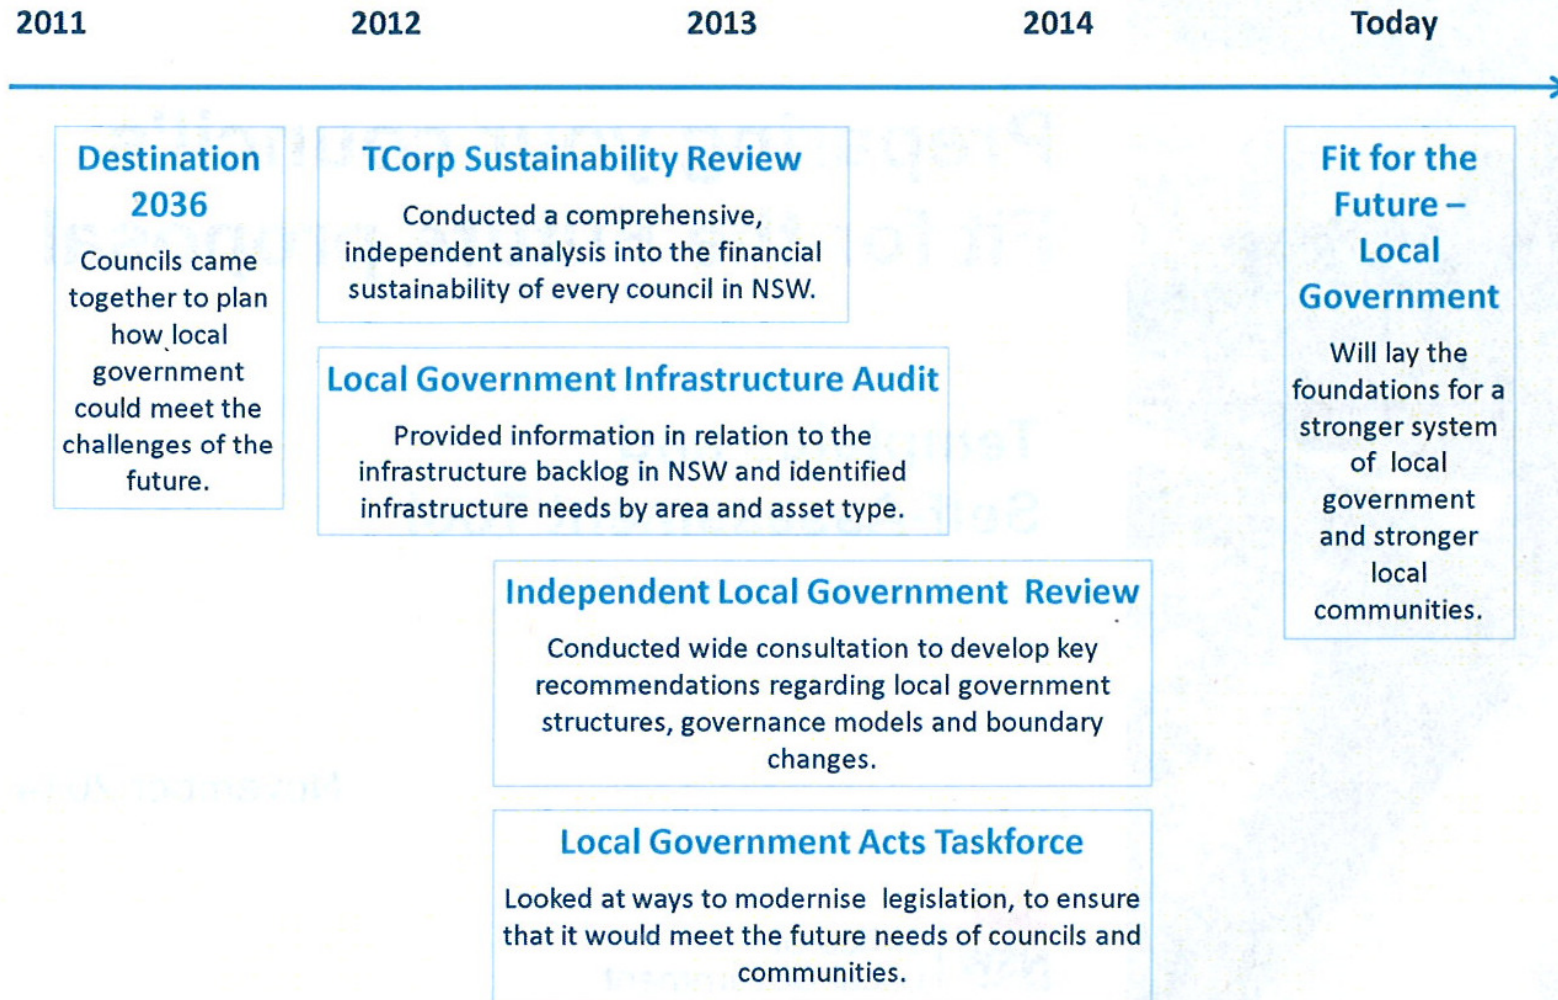 2011 2012 2013 2014 Today
Destination
2036
Councils came
together to plan
how local
government
could meet the
challenges of the
future.
TCorp Sustainability Review
Conducted a comprehensive,
independent analysis into the financial
sustainability of every council in NSW.
Local Government Infrastructure Audit
Provided information in relation to the
infrastructure backlog in NSW and identified
infrastructure needs by area and asset type.
Independent Local Government Review
Conducted wide consultation to develop key
recommendations regarding local government
structures, governance models and boundary
changes.
Local Government Acts Taskforce
Looked at ways to modernise legislation, to ensure
that it would meet the future needs of councils and
communities.
Fit for the
Future –
Local
Government
Will lay the
foundations for a
stronger system
of local
government
and stronger
local
communities.